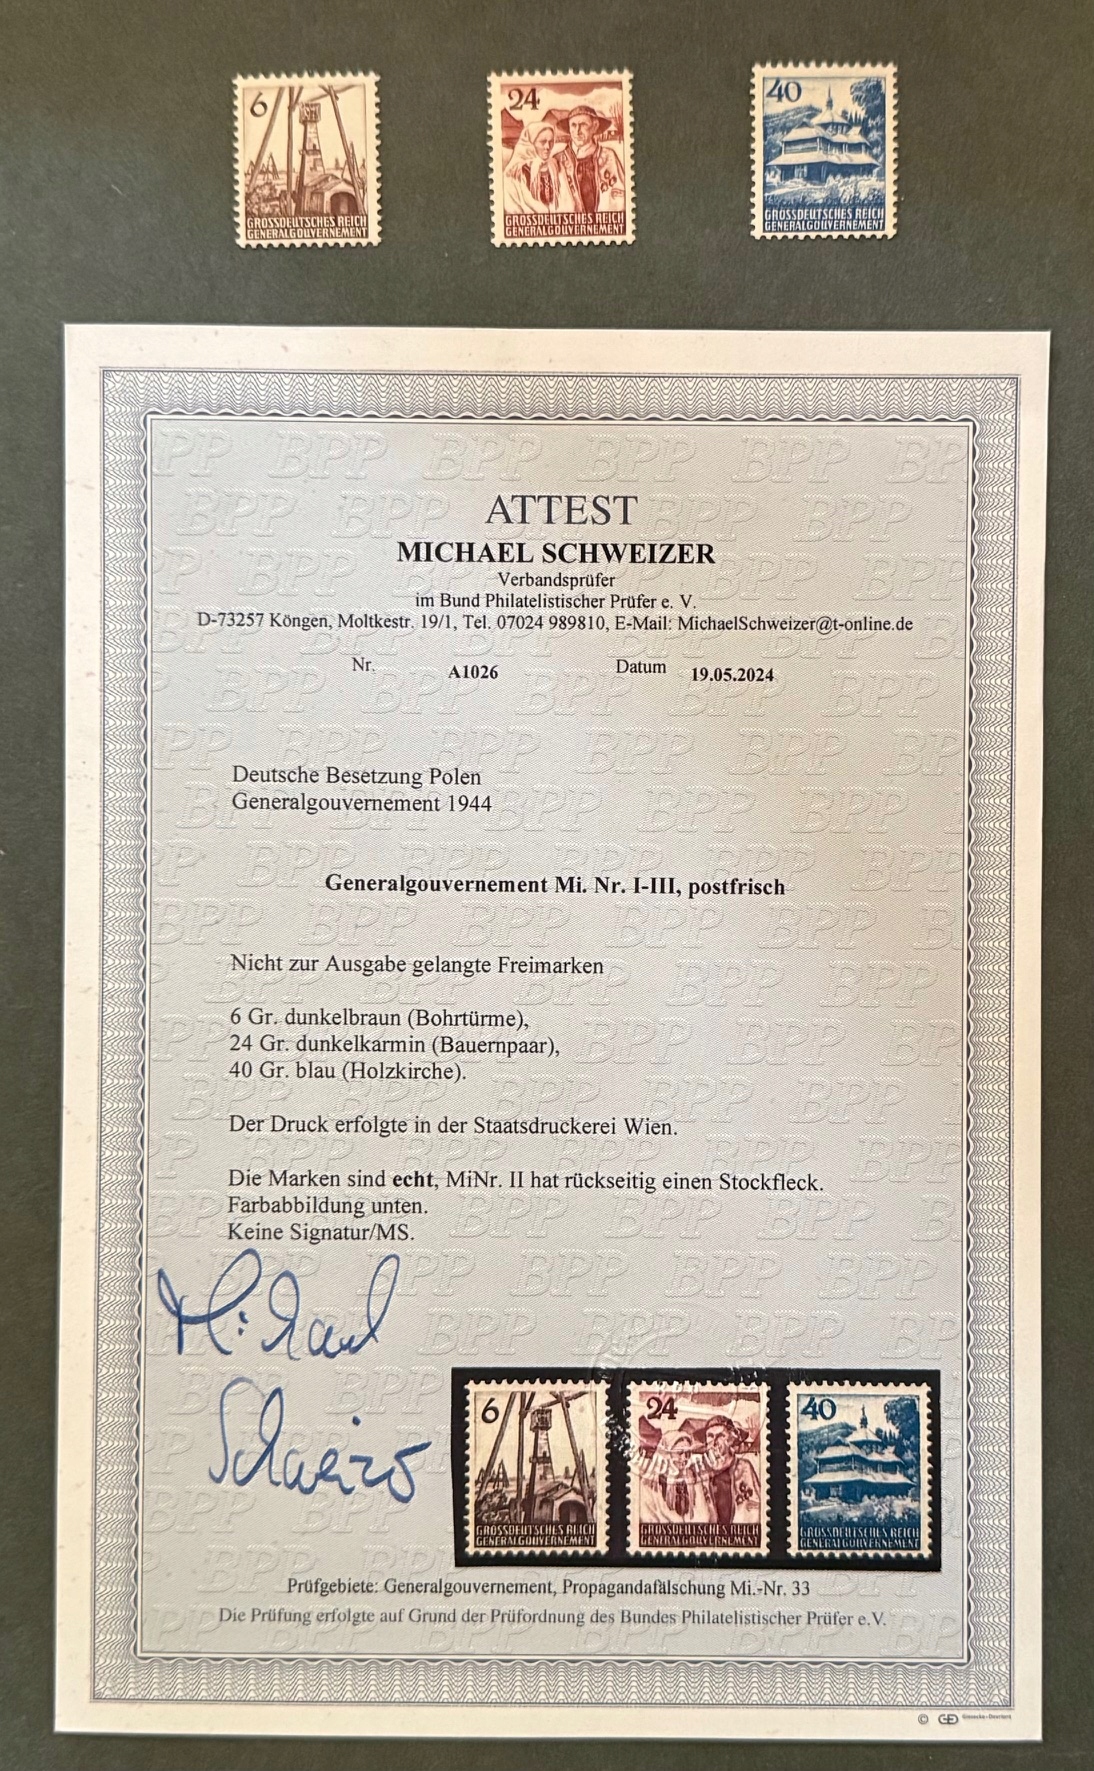 6
GROSSDEUTSCHES REICH
GENERALGOUVERNEMENT
24
GROSSDEUTSCHES REICH
GENERALGOUVERNEMENT
40
GROSSDEUTSCHES REICH
GENERALGOUVERNEMENT
ATTEST
MICHAEL SCHWEIZER
Verbandsprüfer
im Bund Philatelistischer Prüfer e. V.
D-73257 Köngen, Moltkestr. 19/1, Tel. 07024 989810, E-Mail: MichaelSchweizer@t-online.de
Nr. A1026 Datum 19.05.2024
Deutsche Besetzung Polen
Generalgouvernement 1944
Generalgouvernement Mi. Nr. I-III, postfrisch
Nicht zur Ausgabe gelangte Freimarken
6 Gr. dunkelbraun (Bohrtürme),
24 Gr. dunkelkarmin (Bauernpaar),
40 Gr. blau (Holzkirche).
Der Druck erfolgte in der Staatsdruckerei Wien.
Die Marken sind echt, MiNr. II hat rückseitig einen Stockfleck.
Farbabbildung unten.
Keine Signatur/MS.
Michael
Schweizer
6
GROSSDEUTSCHES REICH
GENERALGOUVERNEMENT
24
GROSSDEUTSCHES REICH
GENERALGOUVERNEMENT
40
GROSSDEUTSCHES REICH
GENERALGOUVERNEMENT
Prüfgebiete: Generalgouvernement, Propagandafälschung Mi.-Nr. 33
Die Prüfung erfolgte auf Grund der Prüfordnung des Bundes Philatelistischer Prüfer e.V.
©